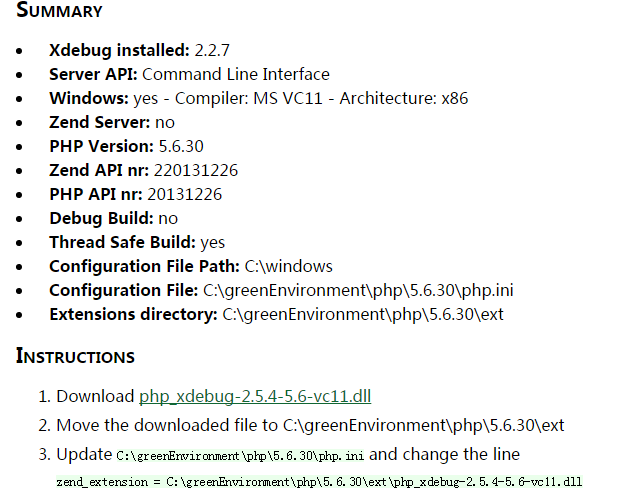 SUMMARY
Xdebug installed: 2.2.7
Server API: Command Line Interface
Windows: yes - Compiler: MS VC11 - Architecture: x86
Zend Server: no
PHP Version: 5.6.30
Zend API nr: 220131226
PHP API nr: 20131226
Debug Build: no
Thread Safe Build: yes
Configuration File Path: C:\windows
Configuration File: C:\greenEnvironment\php\5.6.30\php.ini
Extensions directory: C:\greenEnvironment\php\5.6.30\ext
INSTRUCTIONS
1. Download php_xdebug-2.5.4-5.6-vc11.dll
2. Move the downloaded file to C:\greenEnvironment\php\5.6.30\ext
3. Update C:\greenEnvironment\php\5.6.30\php.ini and change the line
zend_extension = C:\greenEnvironment\php\5.6.30\ext\php_xdebug-2.5.4-5.6-vc11.dll